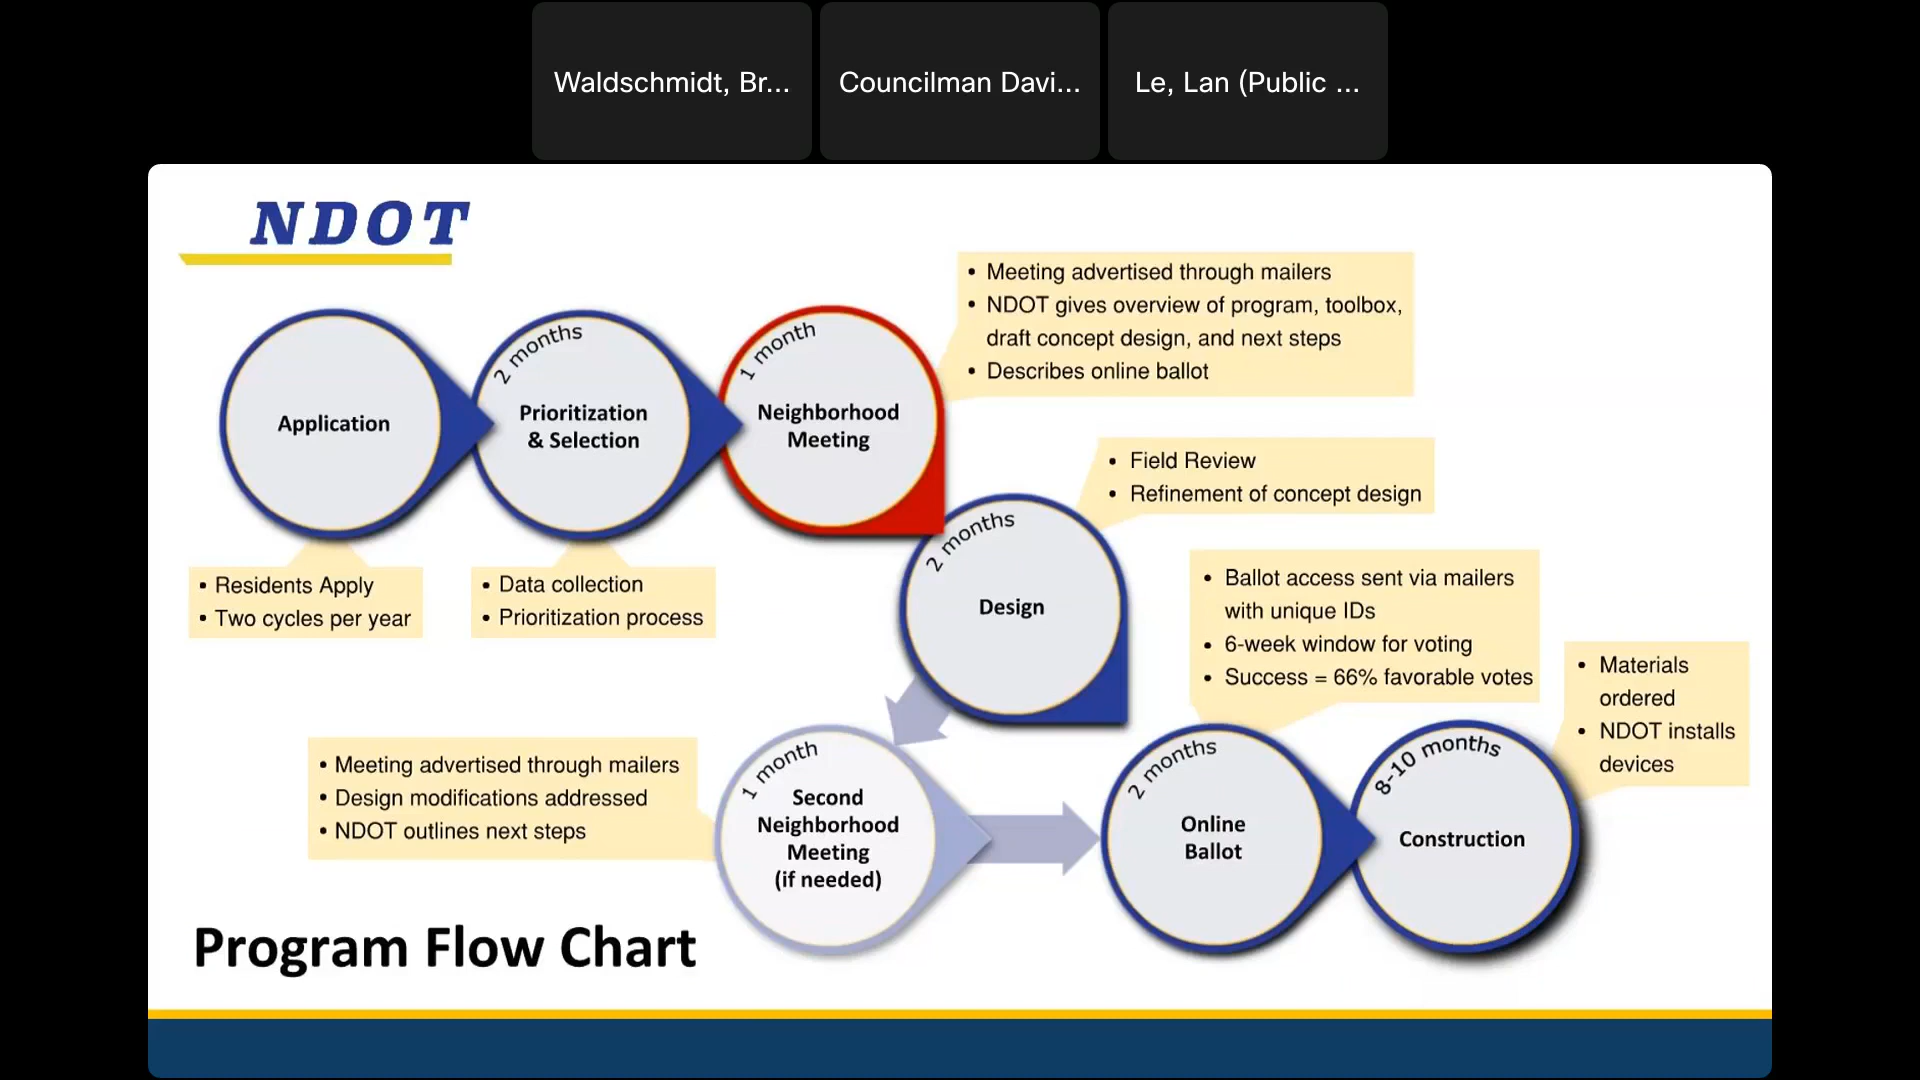 Waldschmidt, Br...
Councilman Davi...
Le, Lan (Public ...
NDOT
Application
• Residents Apply
• Two cycles per year
2 months
Prioritization
& Selection
• Data collection
• Prioritization process
1 month
Neighborhood
Meeting
• Meeting advertised through mailers
• NDOT gives overview of program, toolbox,
draft concept design, and next steps
• Describes online ballot
2 months
Design
• Field Review
• Refinement of concept design
1 month
Second
Neighborhood
Meeting
(if needed)
• Meeting advertised through mailers
• Design modifications addressed
• NDOT outlines next steps
2 months
Online
Ballot
• Ballot access sent via mailers
with unique IDs
• 6-week window for voting
• Success = 66% favorable votes
8-10 months
Construction
• Materials
ordered
• NDOT installs
devices
Program Flow Chart